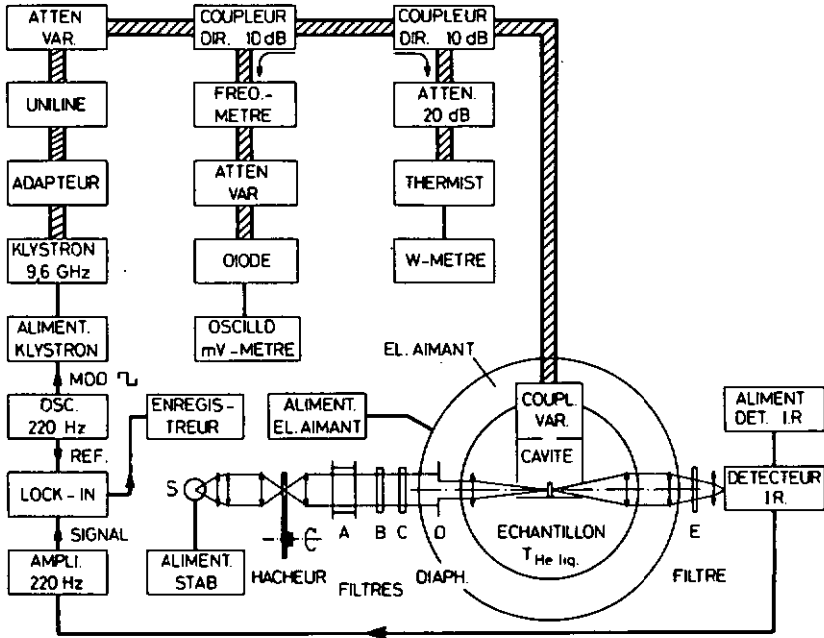 ATTEN
VAR.
COUPLEUR
DIR. 10 dB
COUPLEUR
DIR. 10 dB
UNILINE
FREQ.-
METRE
ATTEN.
20 dB
ADAPTEUR
ATTEN
VAR
THERMIST
KLYSTRON
9,6 GHz
OIODE
W-METRE
ALIMENT.
KLYSTRON
OSCILLO
mV-METRE
EL. AIMANT
MOD
OSC.
220 Hz
ENREGIS-
TREUR
ALIMENT.
EL.AIMANT
COUPL.
VAR.
ALIMENT
DET. I.R
REF.
CAVITE
LOCK-IN
S
DETECTEUR
I.R.
SIGNAL
A
B
C
D
ECHANTILLON
T He liq.
E
AMPLI.
220 Hz
ALIMENT.
STAB
HACHEUR
FILTRES
DIAPH.
FILTRE